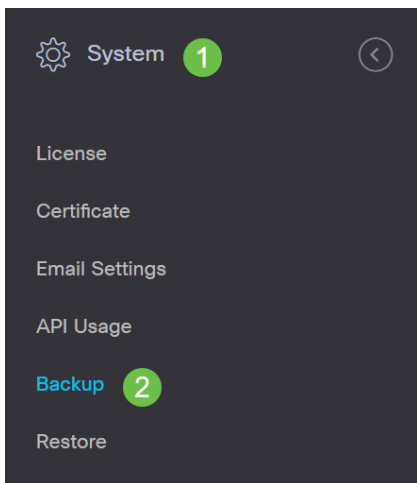 System 1
License
Certificate
Email Settings
API Usage
Backup 2
Restore